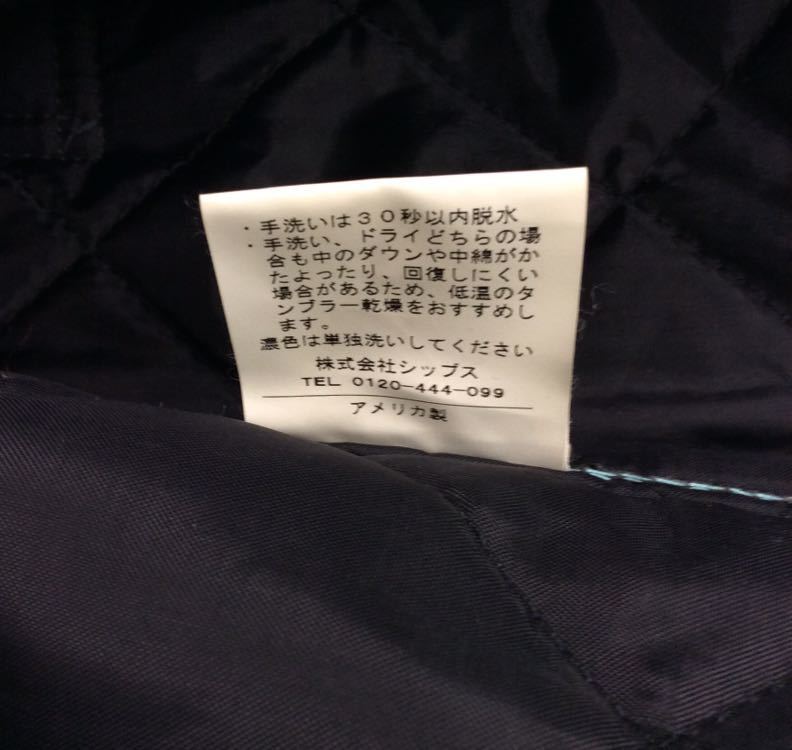 ・手洗いは30秒以内脱水
・手洗い、ドライどちらの場
合も中のダウンや中綿がか
たよったり、回復しにくい
場合があるため、低温のタ
ンブラー乾燥をおすすめし
ます。
濃色は単独洗いしてください
株式会社シップス
TEL 0120-444-099
アメリカ製